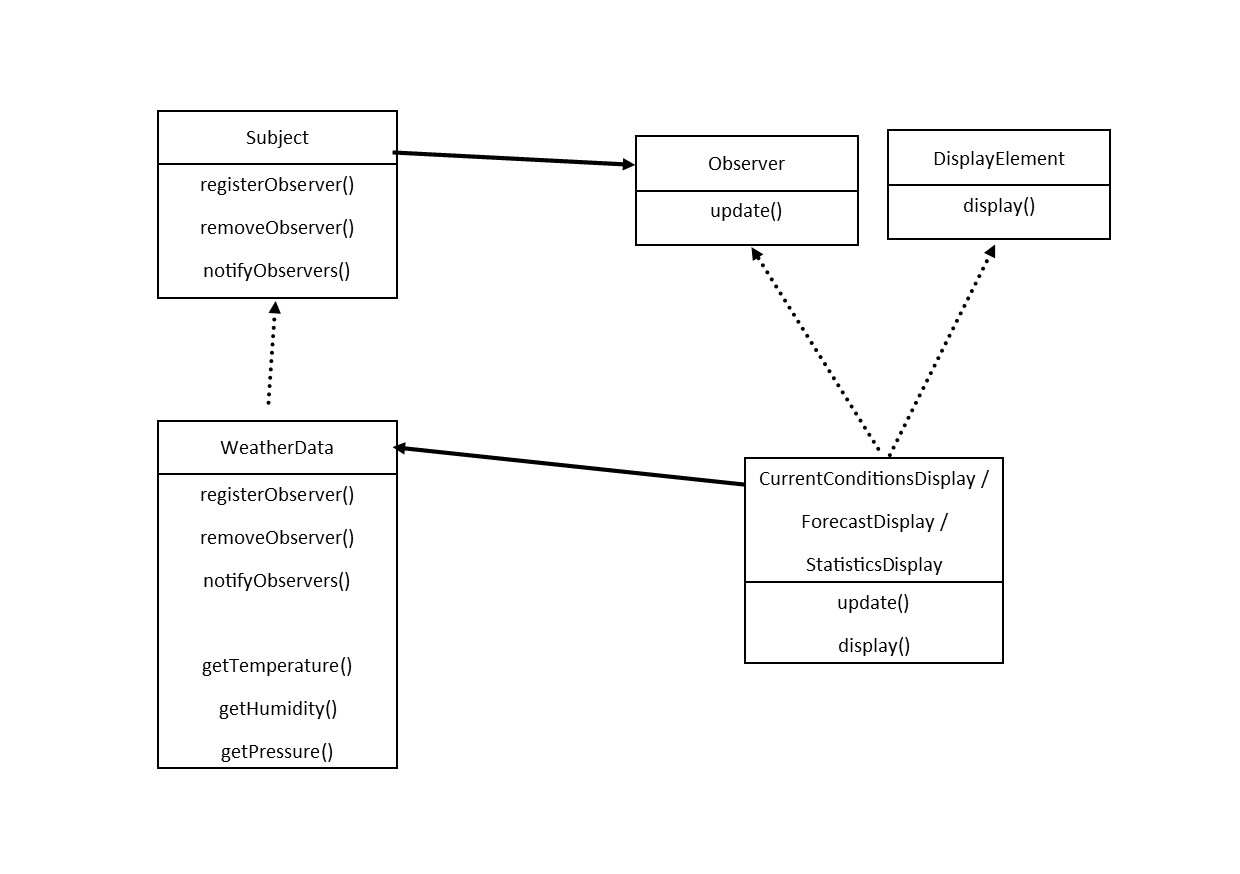 Subject
registerObserver()
removeObserver()
notifyObservers()
Observer
update()
DisplayElement
display()
WeatherData
registerObserver()
removeObserver()
notifyObservers()
getTemperature()
getHumidity()
getPressure()
CurrentConditionsDisplay /
ForecastDisplay /
StatisticsDisplay
update()
display()